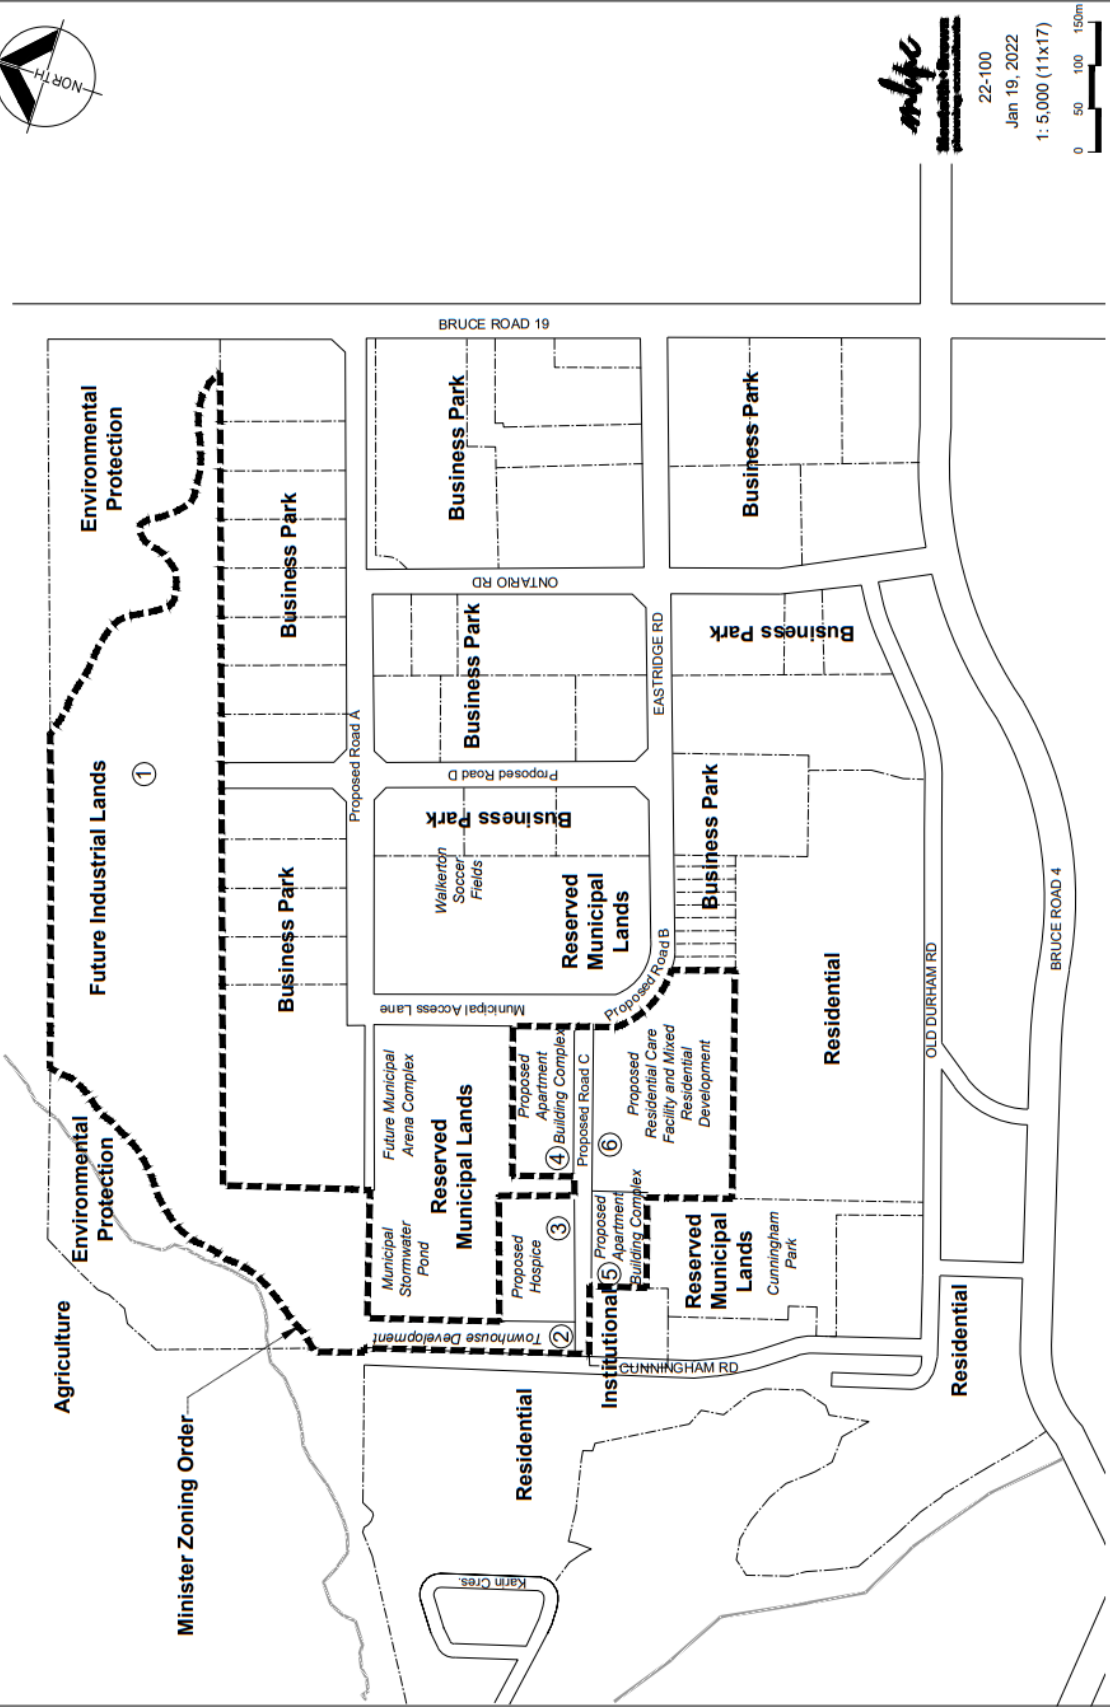 NORTH
mbpc
Monteith+Brown
planning consultants
22-100
Jan 19, 2022
1: 5,000 (11x17)
0 50 100 150m
BRUCE ROAD 19
Environmental
Protection
Business Park
Business Park
Business Park
ONTARIO RD
Future Industrial Lands
1
Business Park
Business Park
EASTRIDGE RD
Business Park
Proposed Road A
Proposed Road D
Business Park
Business Park
Business Park
Walkerton
Soccer
Fields
Reserved
Municipal
Lands
Municipal Access Lane
Proposed Road B
Residential
OLD DURHAM RD
BRUCE ROAD 4
Environmental
Protection
Future Municipal
Arena Complex
Reserved
Municipal Lands
Municipal
Stormwater
Pond
Proposed
Apartment
Building Complex
4
Proposed Road C
6
Proposed
Residential Care
Facility and Mixed
Residential
Development
Proposed
Hospice
3
5
Proposed
Apartment
Building Complex
Reserved
Municipal
Lands
Cunningham
Park
Townhouse Development
2
Institutional
CUNNINGHAM RD
Agriculture
Minister Zoning Order
Residential
Residential
Karin Cres.